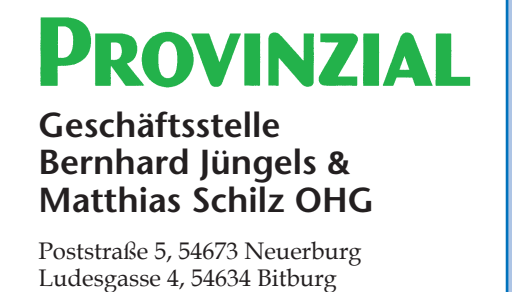 PROVINZIAL
Geschäftsstelle
Bernhard Jüngels &
Matthias Schilz OHG
Poststraße 5, 54673 Neuerburg
Ludesgasse 4, 54634 Bitburg